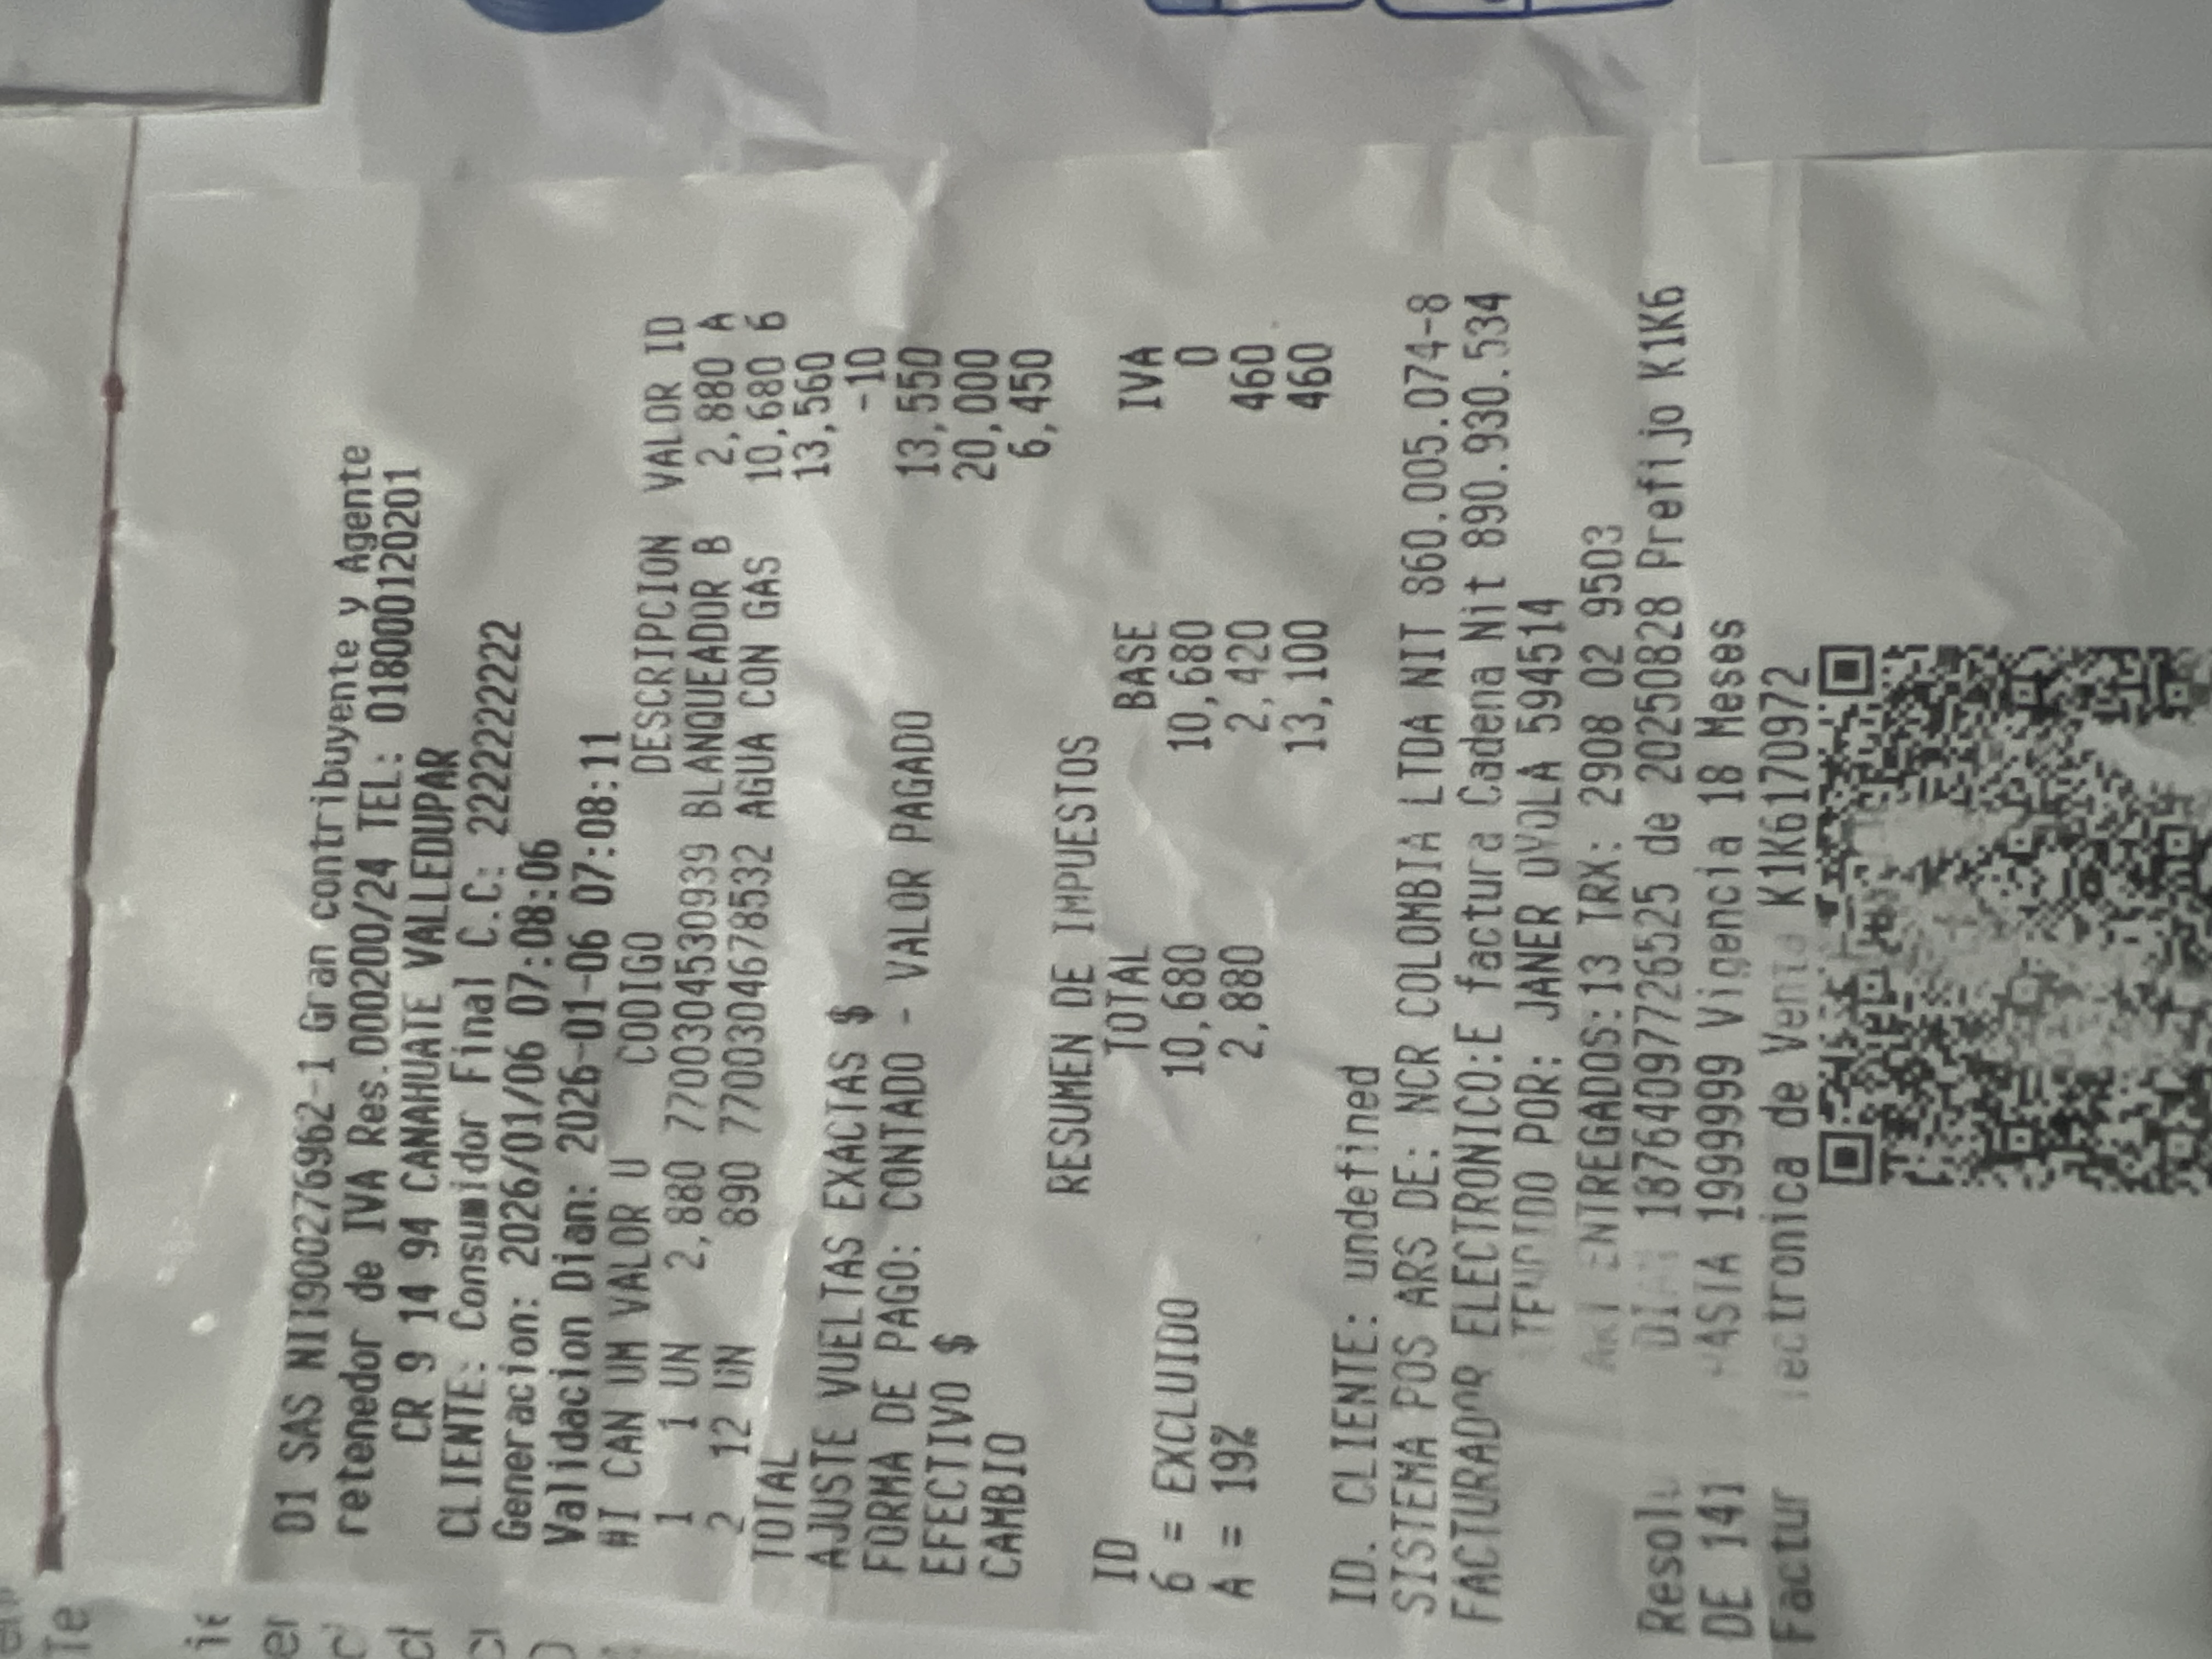 D1 SAS NIT900276962-1 Gran contribuyente y Agente
retenedor de IVA Res.0002000/24 TEL: 018000120201
CR 9 14 94 CANAHUATE VALLEDUPAR
CLIENTE: Consumidor Final C.C: 222222222222
Generacion: 2026/01/06 07:08:06
Validacion Dian: 2026-01-06 07:08:11
#I CAN UM VALOR U CODIGO DESCRIPCION VALOR ID
1 1 UN 2,880 7700304530939 BLANQUEADOR B 2,880 A
2 12 UN 890 7700304678532 AGUA CON GAS 10,680 6
TOTAL 13,560
AJUSTE VUELTAS EXACTAS $ -10
FORMA DE PAGO: CONTADO - VALOR PAGADO 13,550
EFECTIVO $ 20,000
CAMBIO 6,450
RESUMEN DE IMPUESTOS
ID TOTAL BASE IVA
6 = EXCLUIDO 10,680 10,680 0
A = 19% 2,880 2,420 460
13,100 460
ID. CLIENTE: undefined
SISTEMA POS ARS DE: NCR COLOMBIA LTDA NIT 860.005.074-8
FACTURADOR ELECTRONICO:E factura Cadena Nit 890.930.534
POR: JANER OYOLA 594514
ENTREGADOS:13 TRX: 2908 02 9503
DIAN 18764097726525 de 20250828 Prefijo K1K6
DE 141 HASTA 19999999 Vigencia 18 Meses
de Venta K1K6170972